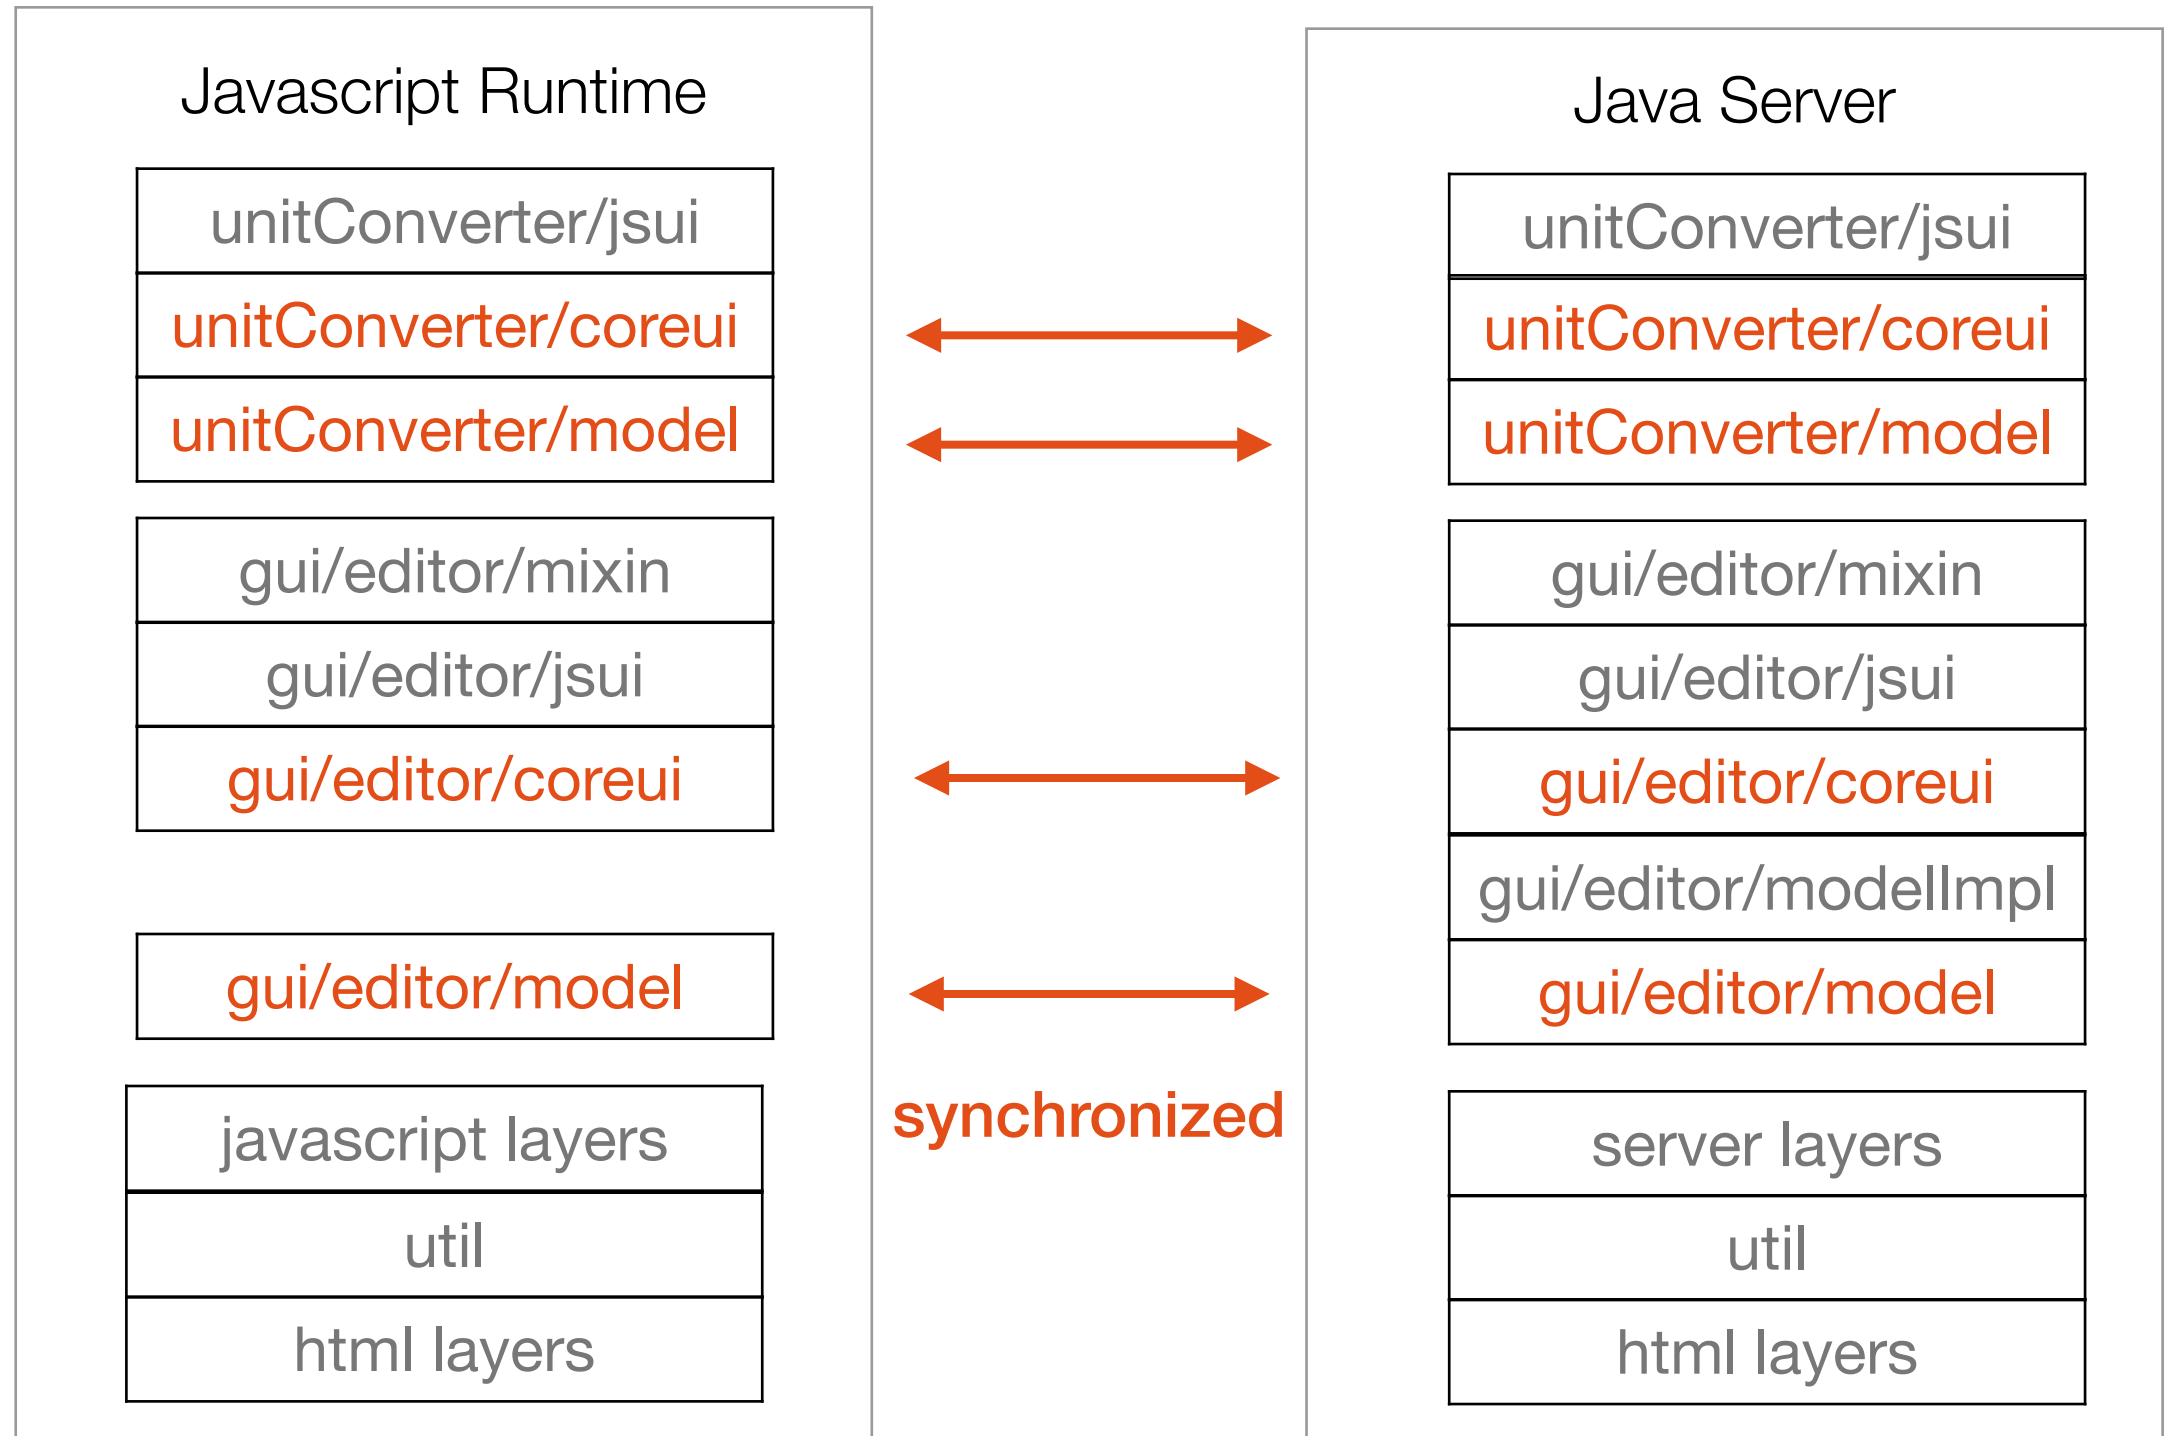 Javascript Runtime
unitConverter/jsui
unitConverter/coreui
unitConverter/model
gui/editor/mixin
gui/editor/jsui
gui/editor/coreui
gui/editor/model
javascript layers
util
html layers
synchronized
Java Server
unitConverter/jsui
unitConverter/coreui
unitConverter/model
gui/editor/mixin
gui/editor/jsui
gui/editor/coreui
gui/editor/modelImpl
gui/editor/model
server layers
util
html layers